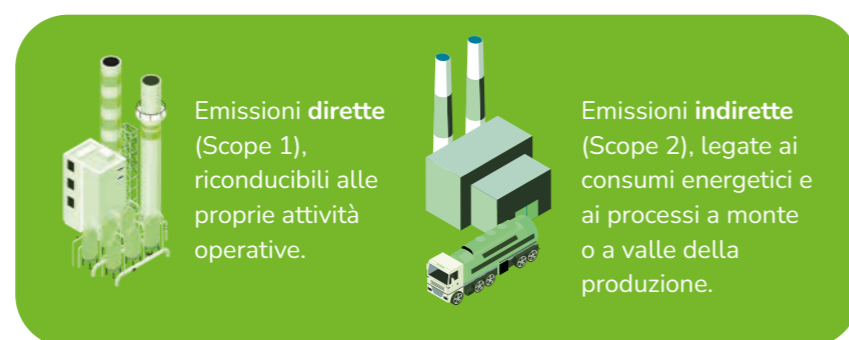 Emissioni dirette
(Scope 1),
riconducibili alle
proprie attività
operative.
Emissioni indirette
(Scope 2), legate ai
consumi energetici e
ai processi a monte
o a valle della
produzione.